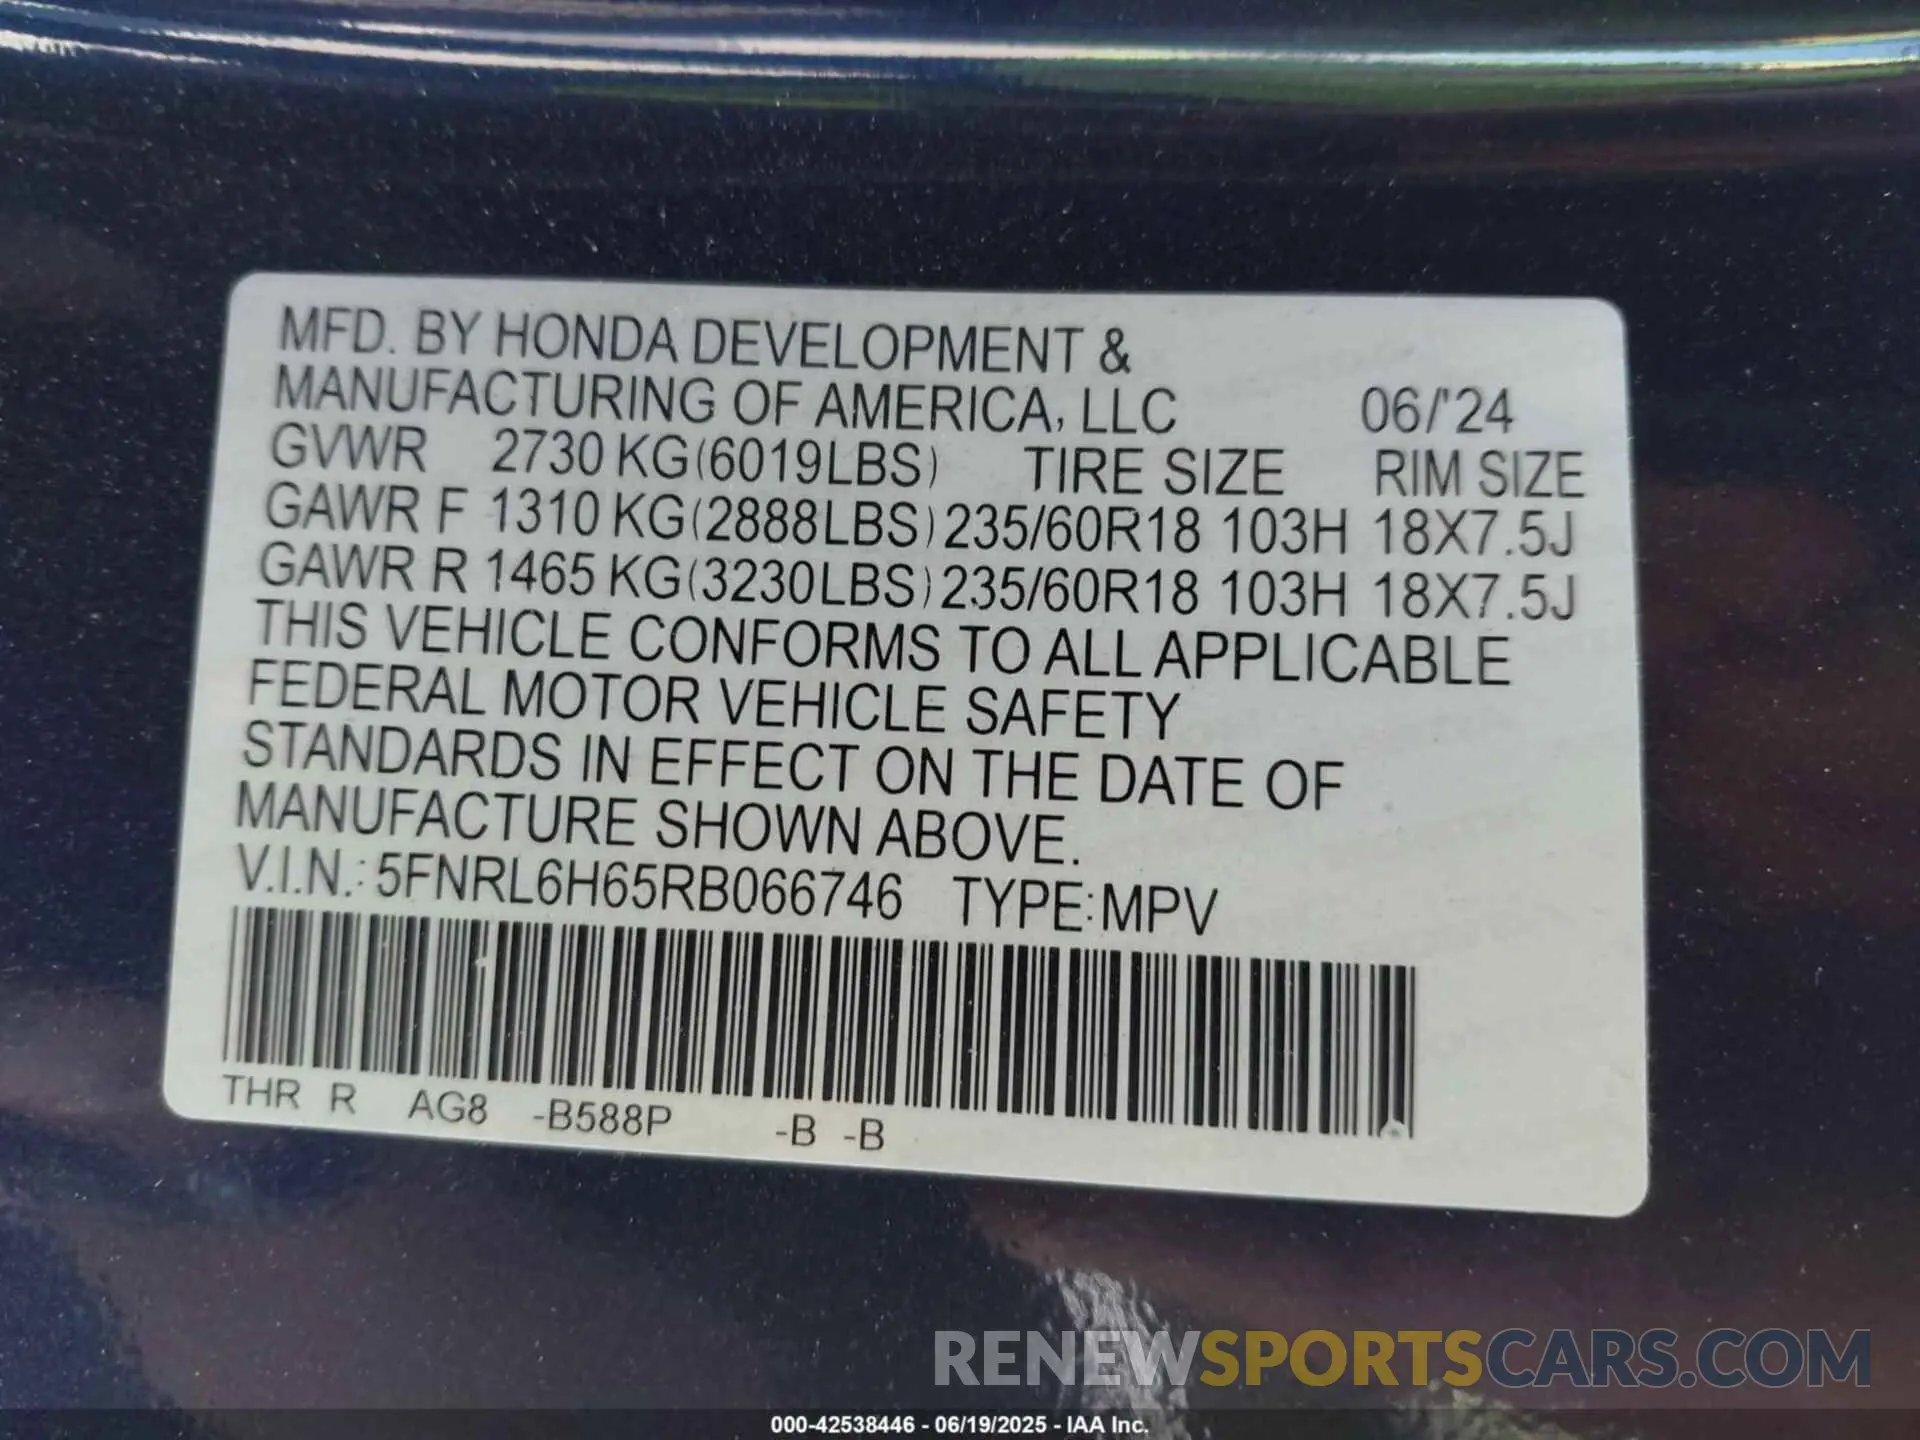 MFD. BY HONDA DEVELOPMENT &
MANUFACTURING OF AMERICA, LLC 06/'24
GVWR 2730 KG(6019LBS) TIRE SIZE RIM SIZE
GAWR F 1310 KG(2888LBS) 235/60R18 103H 18X7.5J
GAWR R 1465 KG(3230LBS) 235/60R18 103H 18X7.5J
THIS VEHICLE CONFORMS TO ALL APPLICABLE
FEDERAL MOTOR VEHICLE SAFETY
STANDARDS IN EFFECT ON THE DATE OF
MANUFACTURE SHOWN ABOVE.
V.I.N.: 5FNRL6H65RB066746 TYPE:MPV
THR R AG8 -B588P -B -B
RENEWSPORTSCARS.COM
000-42538446 - 06/19/2025 - IAA Inc.